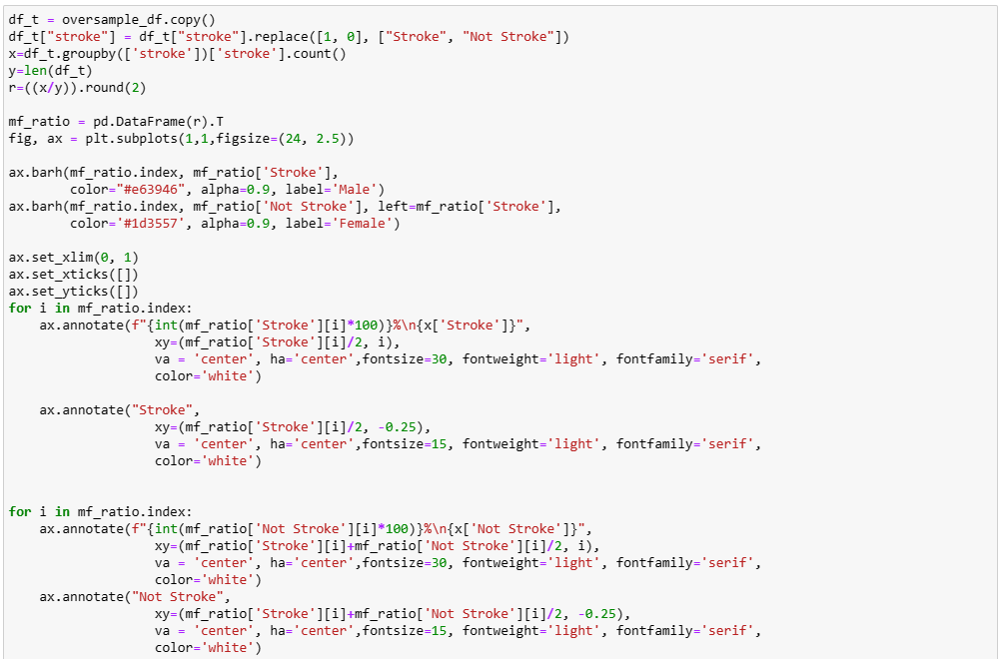 df_t = oversample_df.copy()
df_t["stroke"] = df_t["stroke"].replace([1, 0], ["Stroke", "Not Stroke"])
x=df_t.groupby(['stroke'])['stroke'].count()
y=len(df_t)
r=((x/y)).round(2)

mf_ratio = pd.DataFrame(r).T
fig, ax = plt.subplots(1,1,figsize=(24, 2.5))

ax.barh(mf_ratio.index, mf_ratio['Stroke'],
        color="#e63946", alpha=0.9, label='Male')
ax.barh(mf_ratio.index, mf_ratio['Not Stroke'], left=mf_ratio['Stroke'],
        color='#1d3557', alpha=0.9, label='Female')

ax.set_xlim(0, 1)
ax.set_xticks([])
ax.set_yticks([])
for i in mf_ratio.index:
    ax.annotate(f"{int(mf_ratio['Stroke'][i]*100)}%\n{x['Stroke']}",
                   xy=(mf_ratio['Stroke'][i]/2, i),
                   va = 'center', ha='center',fontsize=30, fontweight='light', fontfamily='serif',
                   color='white')

    ax.annotate("Stroke",
                   xy=(mf_ratio['Stroke'][i]/2, -0.25),
                   va = 'center', ha='center',fontsize=15, fontweight='light', fontfamily='serif',
                   color='white')


for i in mf_ratio.index:
    ax.annotate(f"{int(mf_ratio['Not Stroke'][i]*100)}%\n{x['Not Stroke']}",
                   xy=(mf_ratio['Stroke'][i]+mf_ratio['Not Stroke'][i]/2, i),
                   va = 'center', ha='center',fontsize=30, fontweight='light', fontfamily='serif',
                   color='white')
    ax.annotate("Not Stroke",
                   xy=(mf_ratio['Stroke'][i]+mf_ratio['Not Stroke'][i]/2, -0.25),
                   va = 'center', ha='center',fontsize=15, fontweight='light', fontfamily='serif',
                   color='white')